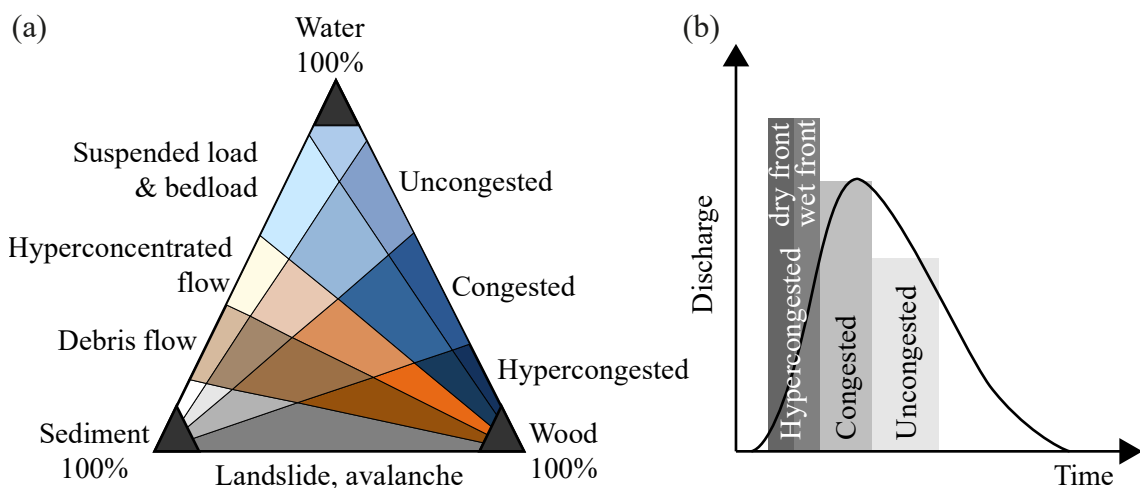 (a)
Water
100%
Suspended load
& bedload
Uncongested
Hyperconcentrated
flow
Congested
Debris flow
Hypercongested
Sediment
100%
Wood
100%
Landslide, avalanche
(b)
Discharge
Hypercongested
dry front
wet front
Congested
Uncongested
Time